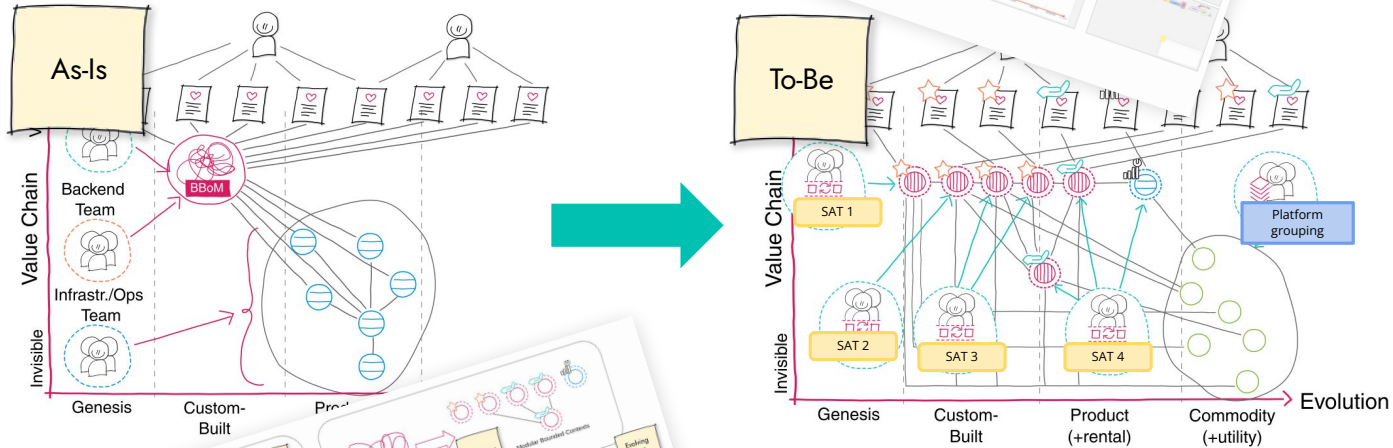 As-Is
To-Be
Value Chain
Invisible
Backend
Team
Infrastr./Ops
Team
BBoM
Genesis
Custom-
Built
Value Chain
Invisible
SAT 1
SAT 2
SAT 3
SAT 4
Platform
grouping
Genesis
Custom-
Built
Product
(+rental)
Commodity
(+utility)
Evolution
Modular Bounded Contexts
Evolving